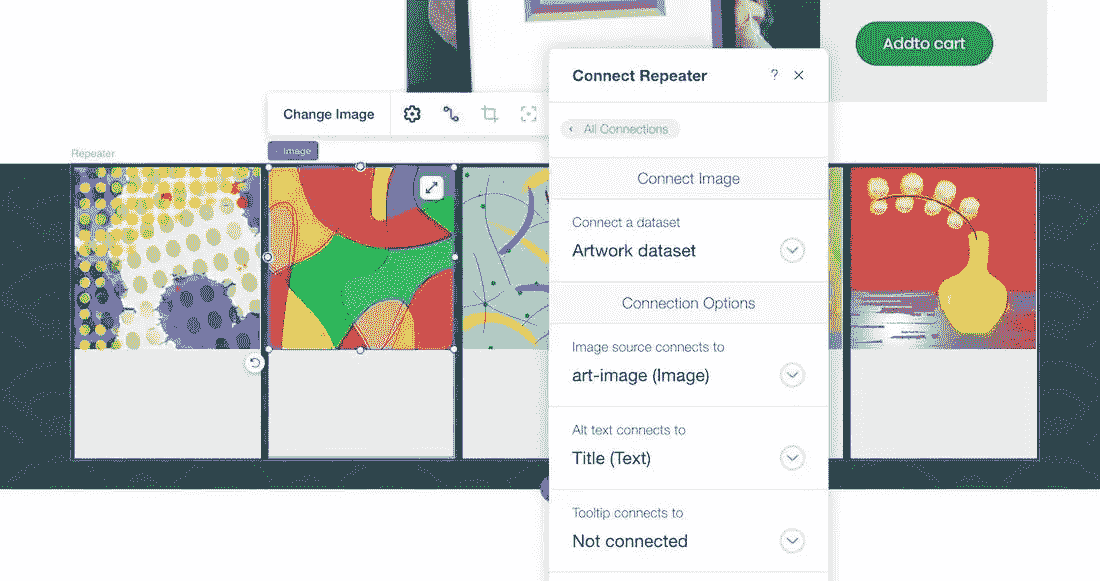 Addto cart
Connect Repeater
?
Change Image
All Connections
Image
Repeater
Connect Image
Connect a dataset
Artwork dataset
Connection Options
Image source connects to
art-image (Image)
Alt text connects to
Title (Text)
Tooltip connects to
Not connected